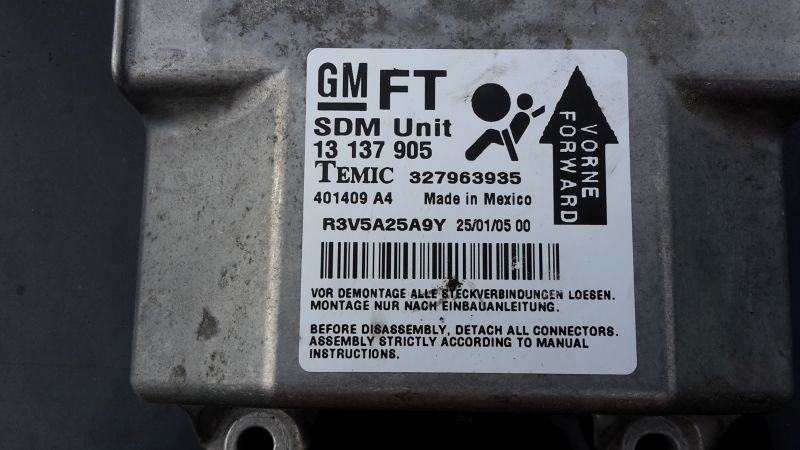 GM FT
SDM Unit
13 137 905
TEMIC 327963935
401409 A4 Made in Mexico
R3V5A25A9Y 25/01/05 00
VORNE
FORWARD
VOR DEMONTAGE ALLE STECKVERBINDUNGEN LOESEN.
MONTAGE NUR NACH EINBAUANLEITUNG.
BEFORE DISASSEMBLY, DETACH ALL CONNECTORS.
ASSEMBLY STRICTLY ACCORDING TO MANUAL
INSTRUCTIONS.